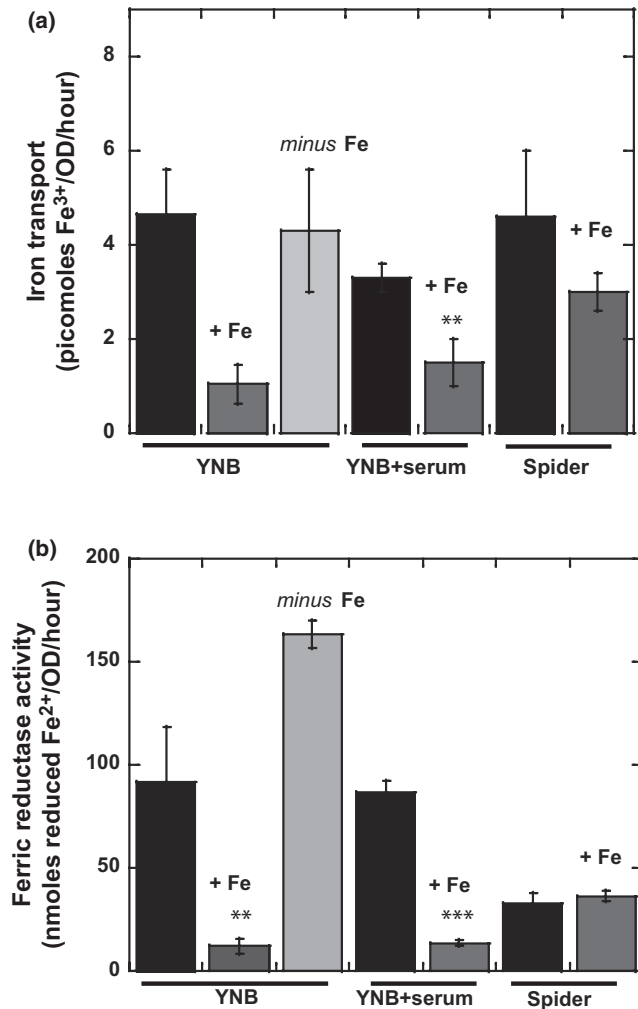 (a)
Iron transport
(picomoles Fe³⁺/OD/hour)
8
6
4
2
0
minus Fe
+ Fe
+ Fe
+ Fe
**
YNB
YNB+serum
Spider
(b)
Ferric reductase activity
(nmoles reduced Fe²⁺/OD/hour)
200
150
100
50
0
minus Fe
+ Fe
**
+ Fe
***
+ Fe
YNB
YNB+serum
Spider